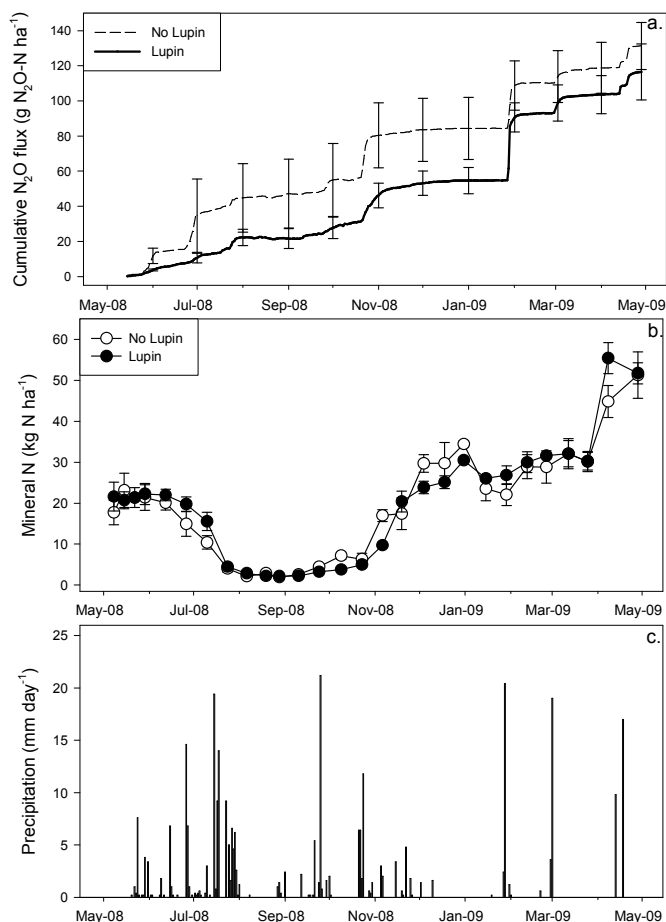 a.
No Lupin
Lupin
Cumulative N₂O flux (g N₂O-N ha⁻¹)
140
120
100
80
60
40
20
0
May-08 Jul-08 Sep-08 Nov-08 Jan-09 Mar-09 May-09
b.
No Lupin
Lupin
Mineral N (kg N ha⁻¹)
60
50
40
30
20
10
0
May-08 Jul-08 Sep-08 Nov-08 Jan-09 Mar-09 May-09
c.
Precipitation (mm day⁻¹)
25
20
15
10
5
0
May-08 Jul-08 Sep-08 Nov-08 Jan-09 Mar-09 May-09